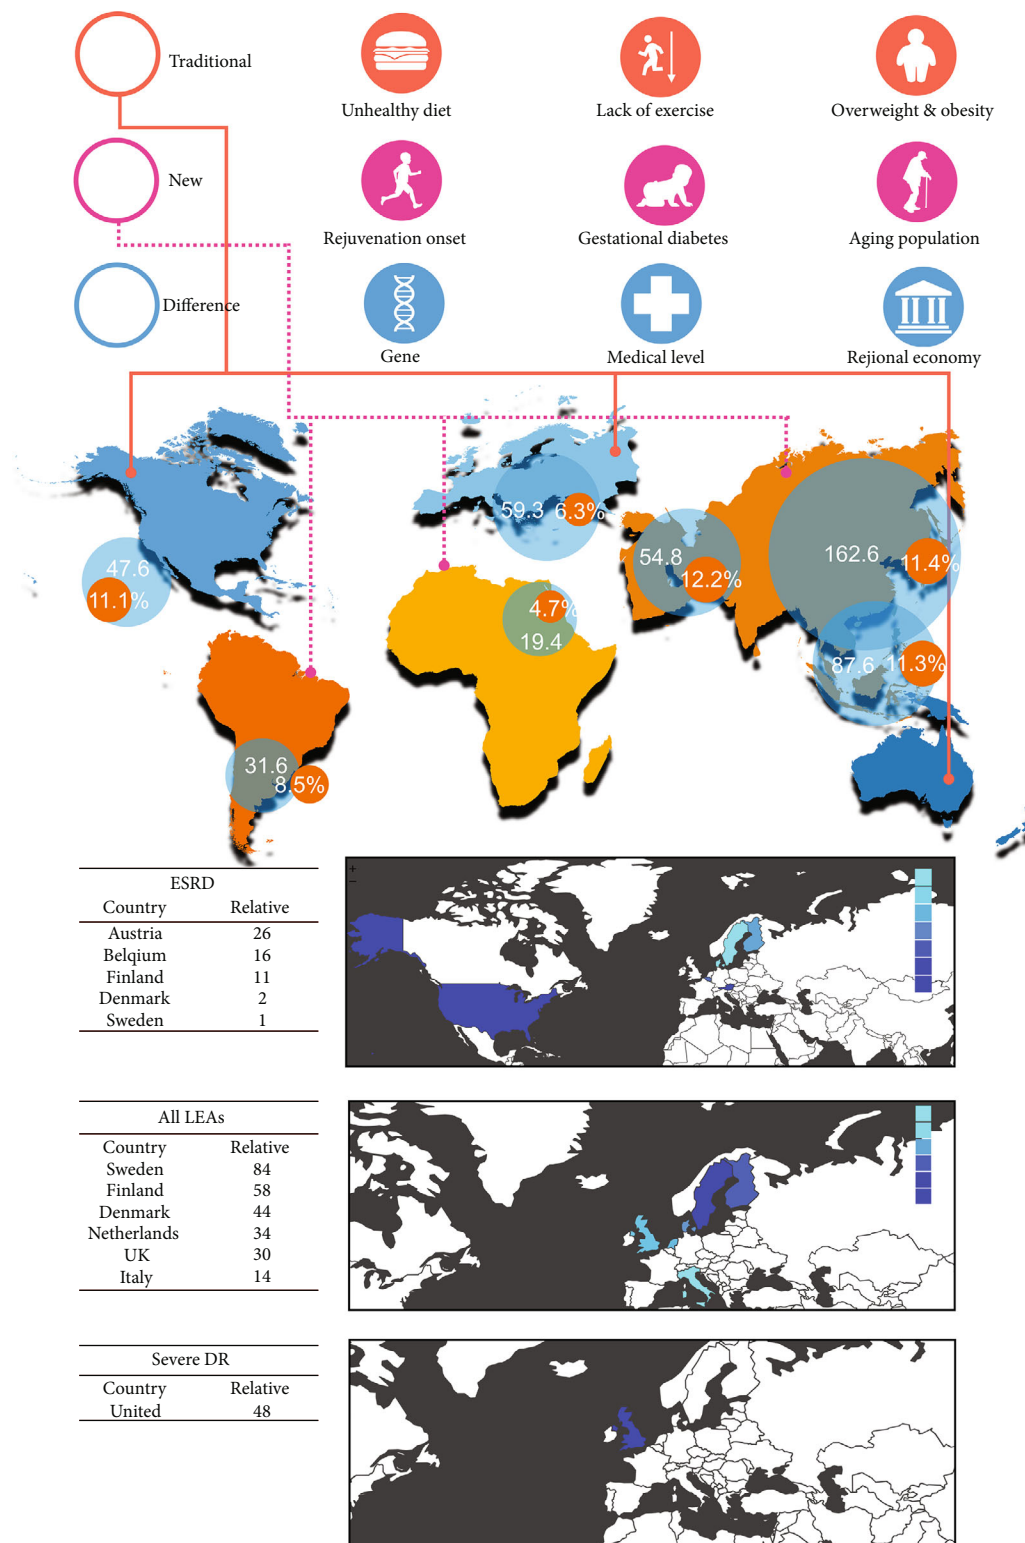 Traditional
Unhealthy diet
Lack of exercise
Overweight & obesity
New
Rejuvenation onset
Gestational diabetes
Aging population
Difference
Gene
Medical level
Rejional economy
59.3
6.3%
47.6
11.1%
54.8
12.2%
162.6
11.4%
4.7%
19.4
87.6
11.3%
31.6
8.5%
ESRD
Country Relative
Austria 26
Belqium 16
Finland 11
Denmark 2
Sweden 1
+
–
All LEAs
Country Relative
Sweden 84
Finland 58
Denmark 44
Netherlands 34
UK 30
Italy 14
Severe DR
Country Relative
United 48